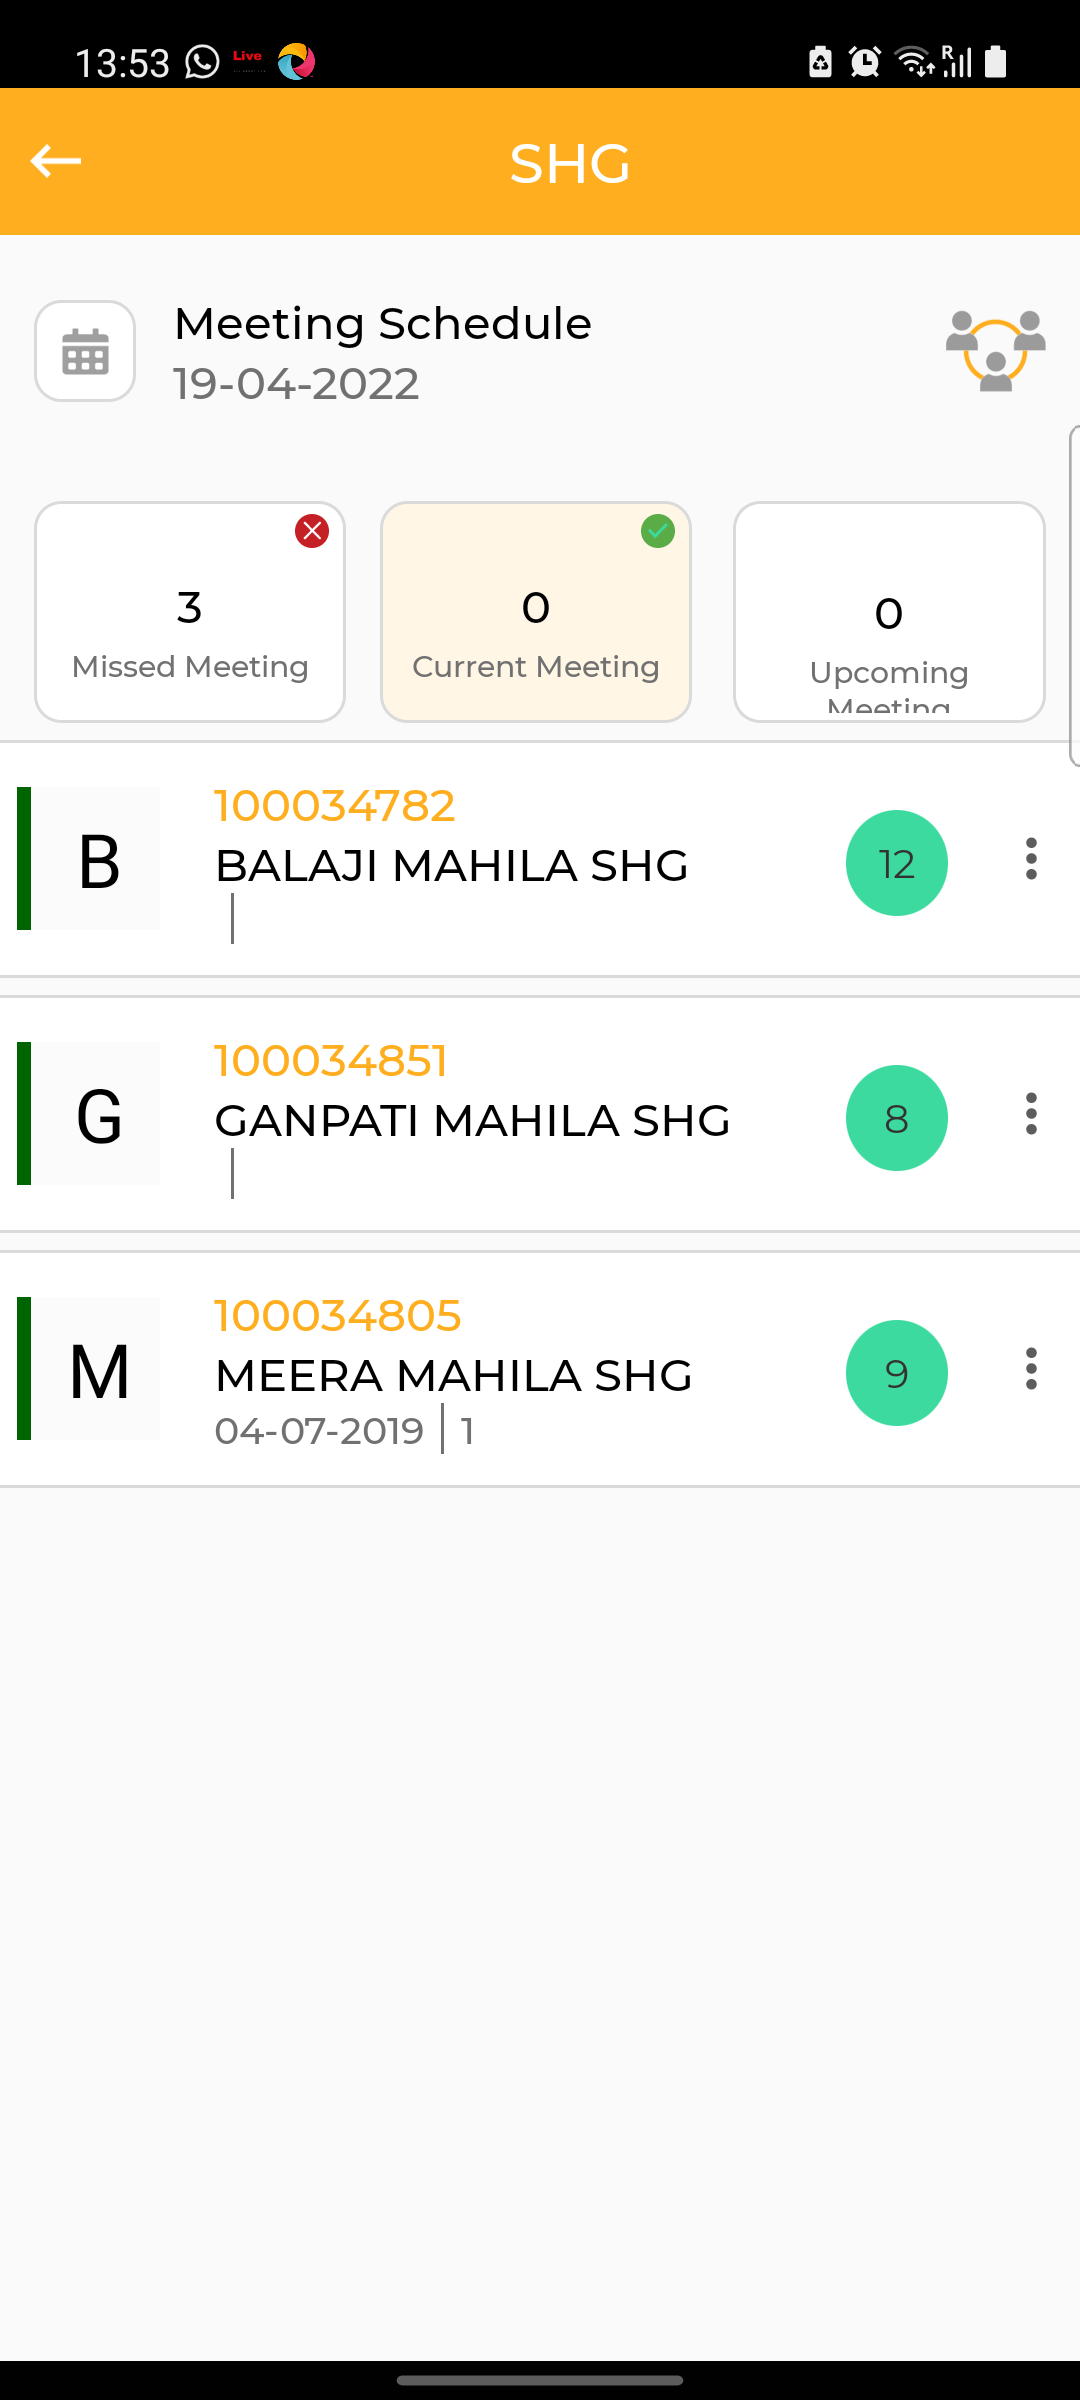 13:53
Live
R
SHG
Meeting Schedule
19-04-2022
3
Missed Meeting
0
Current Meeting
0
Upcoming
Meeting
B
100034782
BALAJI MAHILA SHG
12
G
100034851
GANPATI MAHILA SHG
8
M
100034805
MEERA MAHILA SHG
04-07-2019 | 1
9